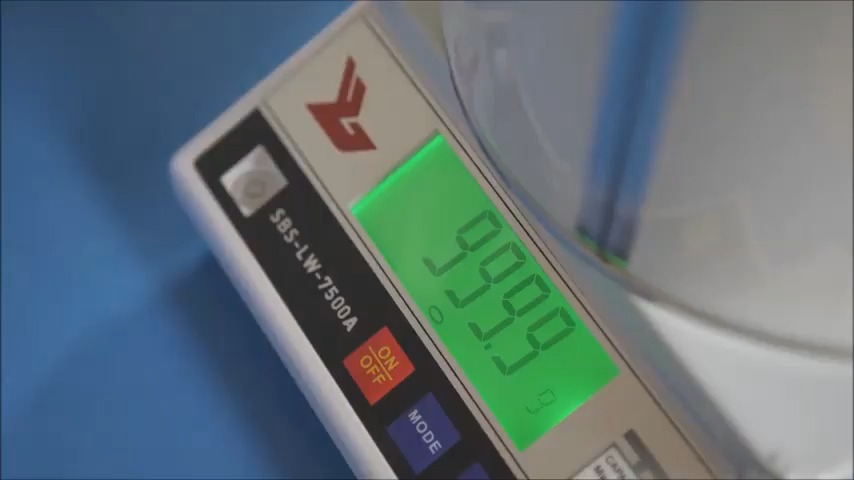 SBS-LW-7500A
999.9
g
ON
OFF
MODE